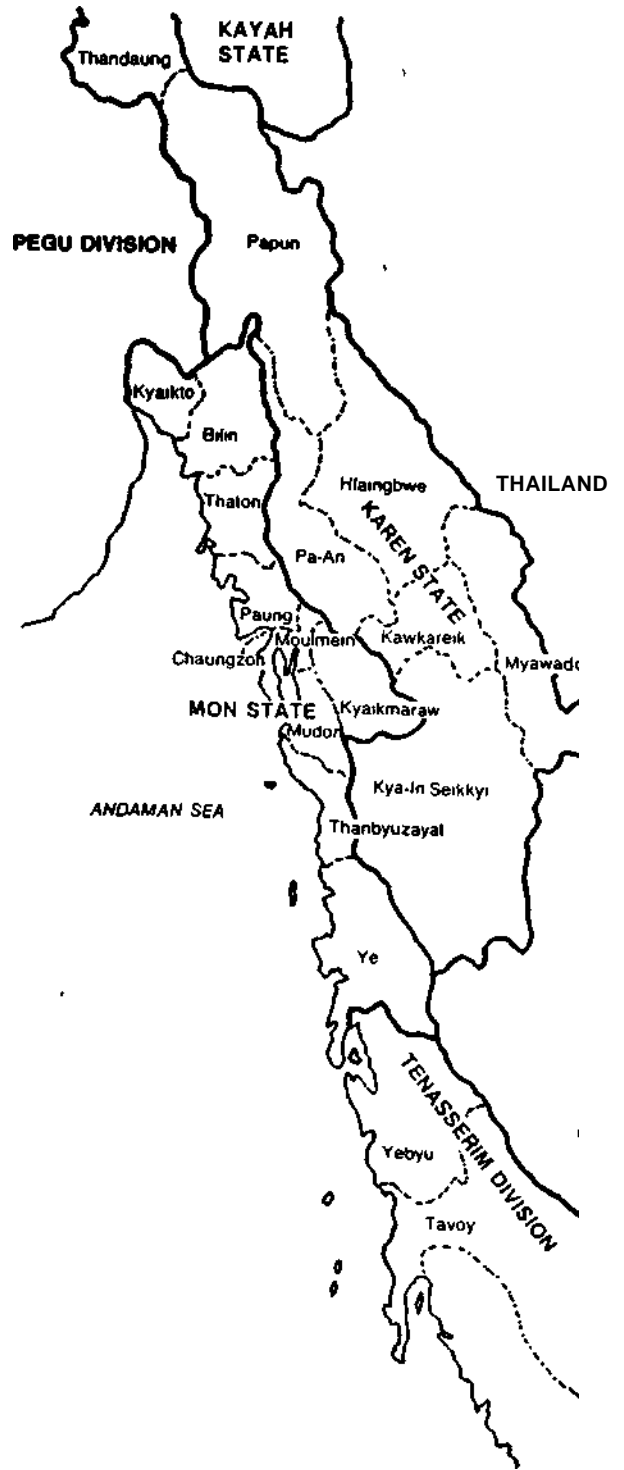 KAYAH
STATE
Thandaung
PEGU DIVISION
Papun
Kyaikto
Bilin
Thaton
Hlaingbwe
THAILAND
KAREN STATE
Pa-An
Paung
Moulmein
Kawkareik
Chaungzon
Myawadd
MON STATE
Kyaikmaraw
Mudon
Kya-In Seikkyi
ANDAMAN SEA
Thanbyuzayat
Ye
TENASSERIM DIVISION
Yebyu
Tavoy